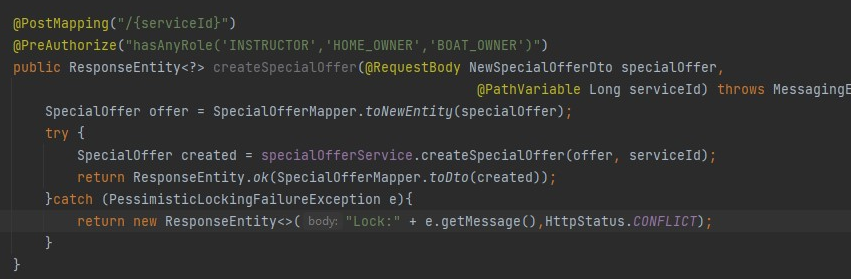 @PostMapping("/{serviceId}")
@PreAuthorize("hasAnyRole('INSTRUCTOR','HOME_OWNER','BOAT_OWNER')")
public ResponseEntity<?> createSpecialOffer(@RequestBody NewSpecialOfferDto specialOffer,
@PathVariable Long serviceId) throws MessagingE
SpecialOffer offer = SpecialOfferMapper.toNewEntity(specialOffer);
try {
SpecialOffer created = specialOfferService.createSpecialOffer(offer, serviceId);
return ResponseEntity.ok(SpecialOfferMapper.toDto(created));
}catch (PessimisticLockingFailureException e){
return new ResponseEntity<>( body: "Lock:" + e.getMessage(),HttpStatus.CONFLICT);
}
}